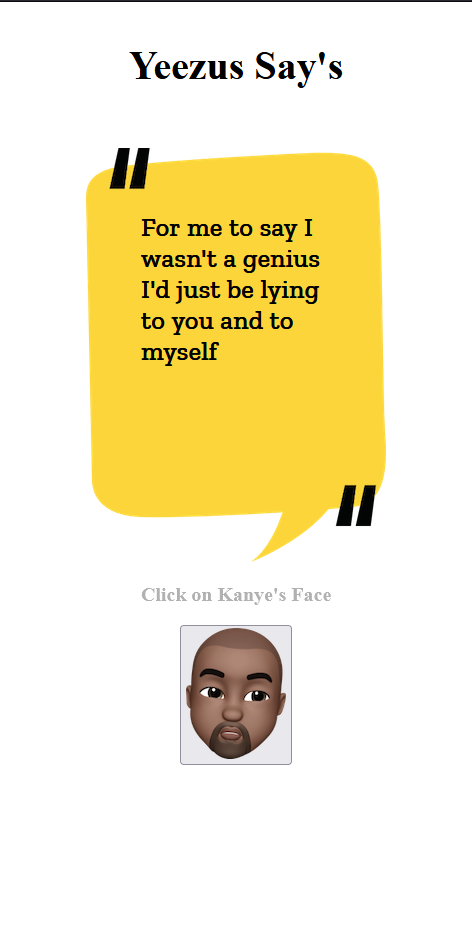 Yeezus Say's
"
For me to say I
wasn't a genius
I'd just be lying
to you and to
myself
"
Click on Kanye's Face